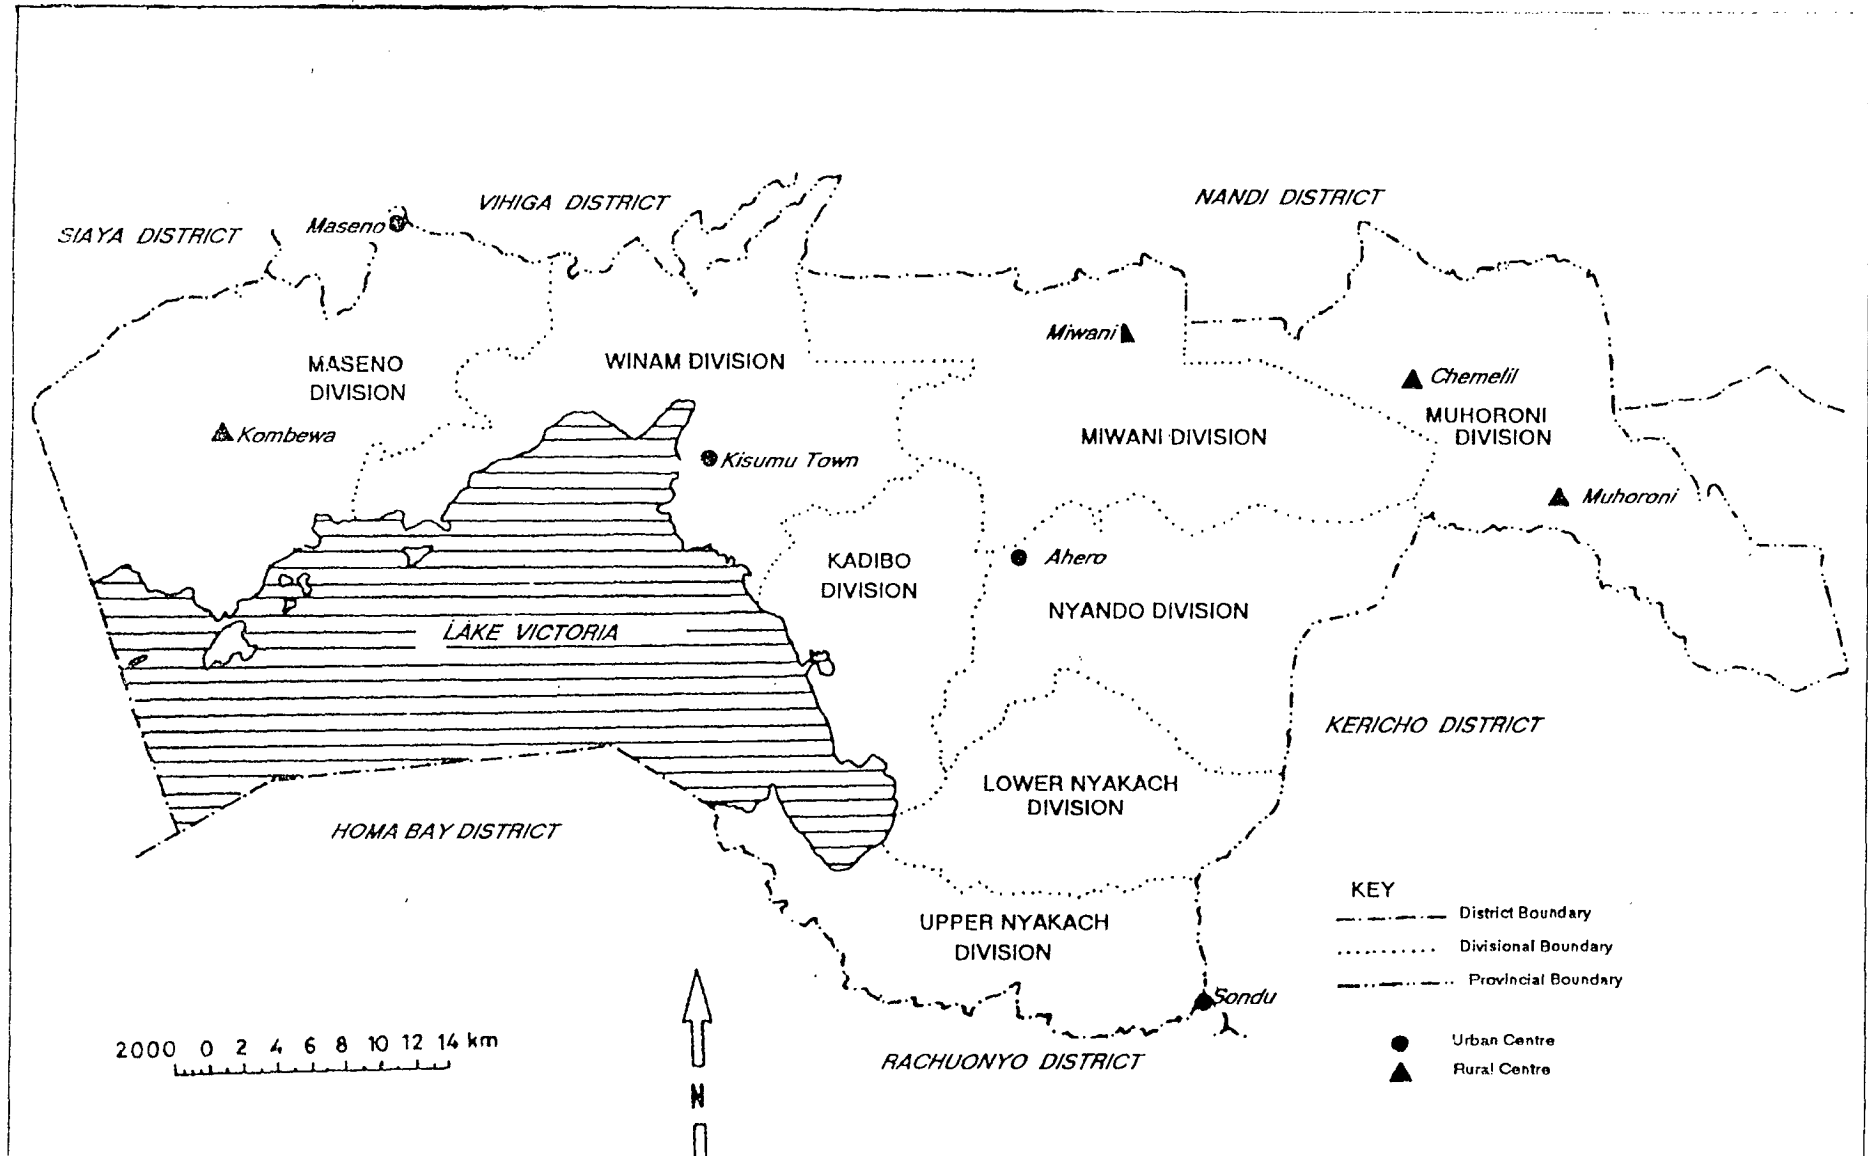 VIHIGA DISTRICT
NANDI DISTRICT
SIAYA DISTRICT
Maseno
Miwani
MASENO
DIVISION
WINAM DIVISION
Chemelil
MUHORONI
DIVISION
Kombewa
MIWANI DIVISION
Kisumu Town
Muhoroni
KADIBO
DIVISION
Ahero
NYANDO DIVISION
LAKE VICTORIA
KERICHO DISTRICT
LOWER NYAKACH
DIVISION
HOMA BAY DISTRICT
UPPER NYAKACH
DIVISION
Sondu
RACHUONYO DISTRICT
KEY
District Boundary
Divisional Boundary
Provincial Boundary
Urban Centre
Rural Centre
2000 0 2 4 6 8 10 12 14 km
N